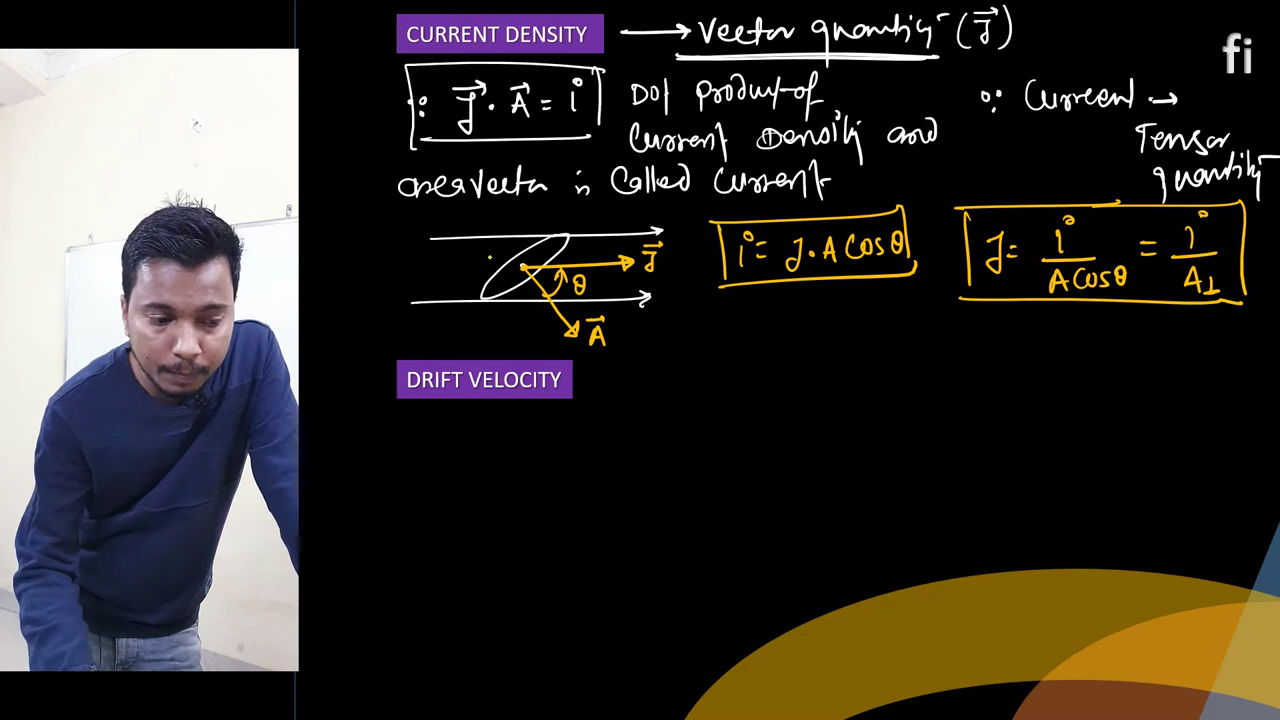 CURRENT DENSITY → Vector quantity (J⃗)
fi
∵ J⃗ · A⃗ = i
Dot product of
current Density and
area vector is called current
∵ Current →
Tensor
quantity
J⃗
θ
A⃗
i = J · A cos θ
J = i / A cos θ = i / A⊥
DRIFT VELOCITY